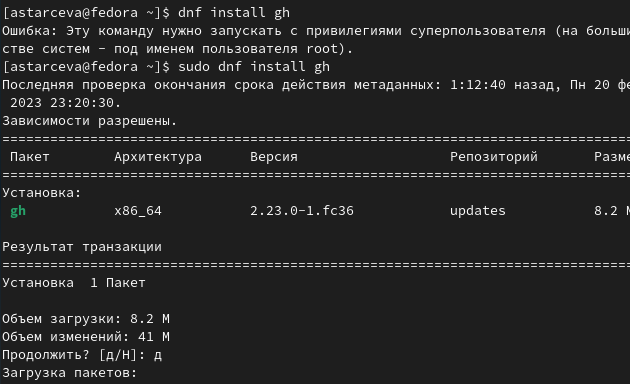 [astarceva@fedora ~]$ dnf install gh
Ошибка: Эту команду нужно запускать с привилегиями суперпользователя (на больши
стве систем - под именем пользователя root).
[astarceva@fedora ~]$ sudo dnf install gh
Последняя проверка окончания срока действия метаданных: 1:12:40 назад, Пн 20 фе
2023 23:20:30.
Зависимости разрешены.
================================================================================
Пакет Архитектура Версия Репозиторий Разме
================================================================================
Установка:
gh x86_64 2.23.0-1.fc36 updates 8.2 M
Результат транзакции
================================================================================
Установка 1 Пакет
Объем загрузки: 8.2 M
Объем изменений: 41 M
Продолжить? [д/Н]: д
Загрузка пакетов: